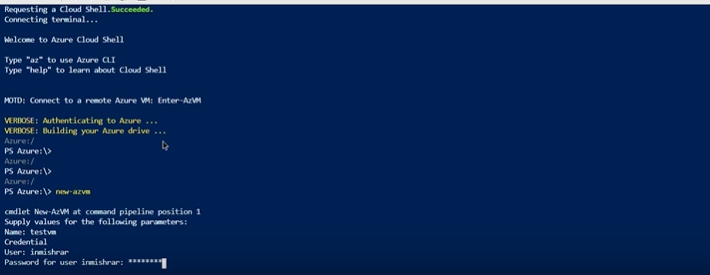 Requesting a Cloud Shell.Succeeded.
Connecting terminal...
Welcome to Azure Cloud Shell
Type "az" to use Azure CLI
Type "help" to learn about Cloud Shell
MOTD: Connect to a remote Azure VM: Enter-AzVM
VERBOSE: Authenticating to Azure ...
VERBOSE: Building your Azure drive ...
Azure:/
PS Azure:\>
Azure:/
PS Azure:\>
Azure:/
PS Azure:\> new-azvm
cmdlet New-AzVM at command pipeline position 1
Supply values for the following parameters:
Name: testvm
Credential
User: inmishrar
Password for user inmishrar: ********